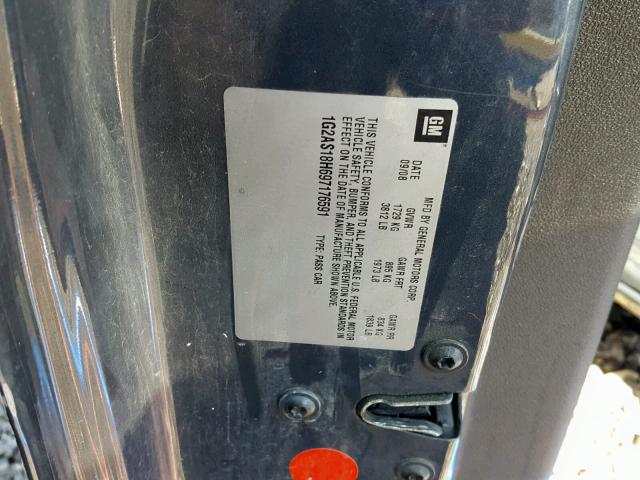 GM
MFD BY GENERAL MOTORS CORP.
DATE GVWR GAWR FRT GAWR RR
09/08 1729 KG 895 KG 834 KG
3812 LB 1973 LB 1839 LB
THIS VEHICLE CONFORMS TO ALL APPLICABLE U.S. FEDERAL MOTOR
VEHICLE SAFETY, BUMPER, AND THEFT PREVENTION STANDARDS IN
EFFECT ON THE DATE OF MANUFACTURE SHOWN ABOVE.
1G2AS18H697176591 TYPE: PASS CAR